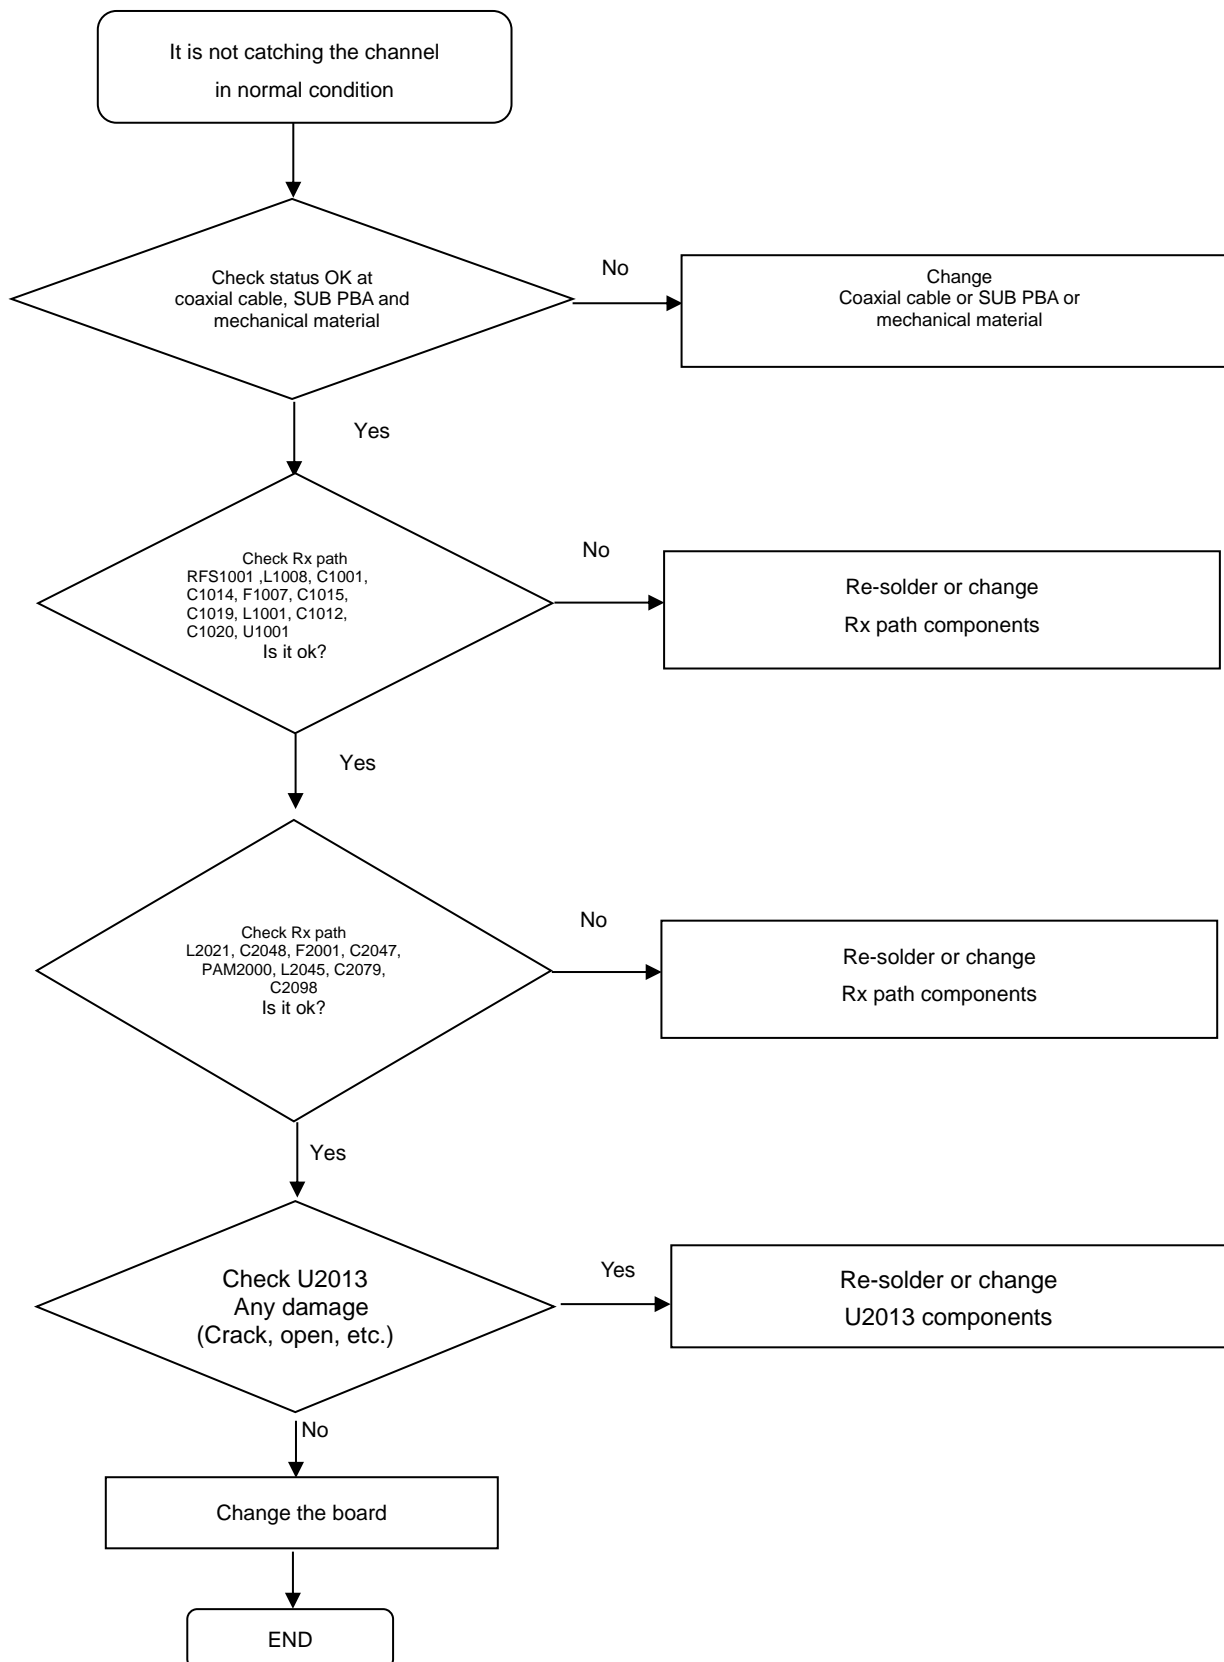 It is not catching the channel
in normal condition
Check status OK at
coaxial cable, SUB PBA and
mechanical material
No
Change
Coaxial cable or SUB PBA or
mechanical material
Yes
Check Rx path
RFS1001 ,L1008, C1001,
C1014, F1007, C1015,
C1019, L1001, C1012,
C1020, U1001
Is it ok?
No
Re-solder or change
Rx path components
Yes
Check Rx path
L2021, C2048, F2001, C2047,
PAM2000, L2045, C2079,
C2098
Is it ok?
No
Re-solder or change
Rx path components
Yes
Check U2013
Any damage
(Crack, open, etc.)
Yes
Re-solder or change
U2013 components
No
Change the board
END